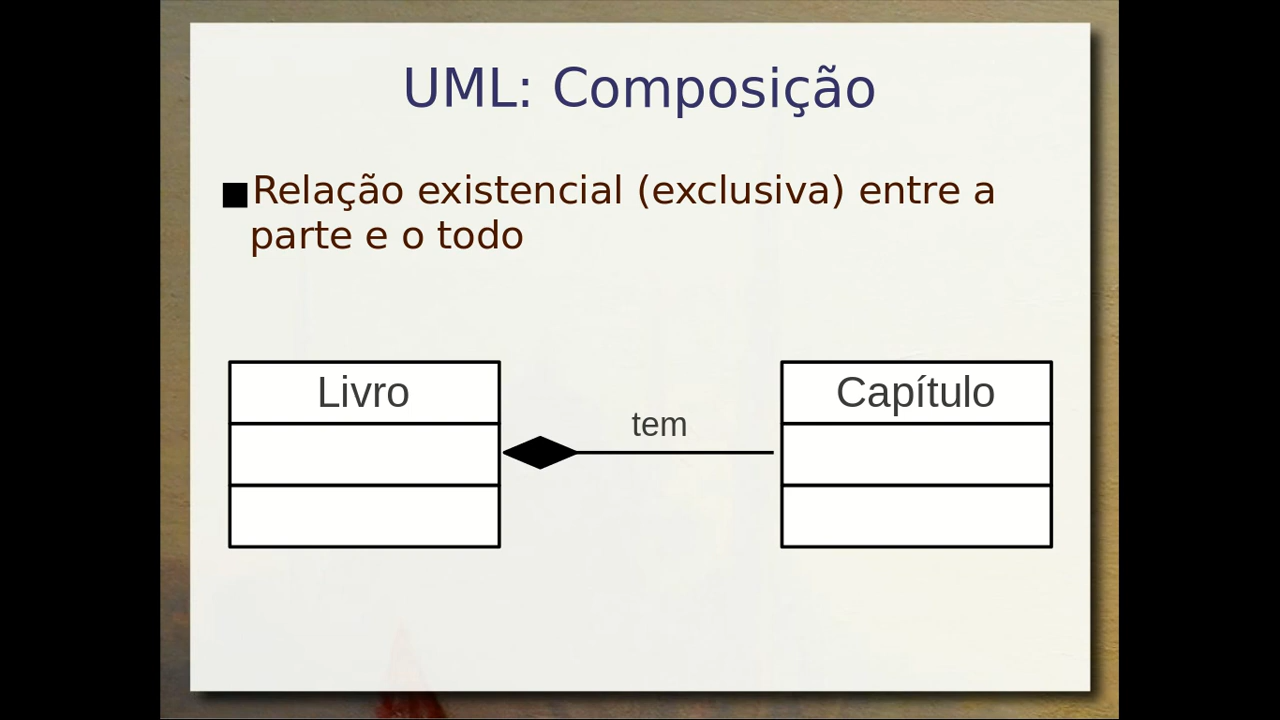 UML: Composição
■Relação existencial (exclusiva) entre a
parte e o todo
Livro
tem
Capítulo